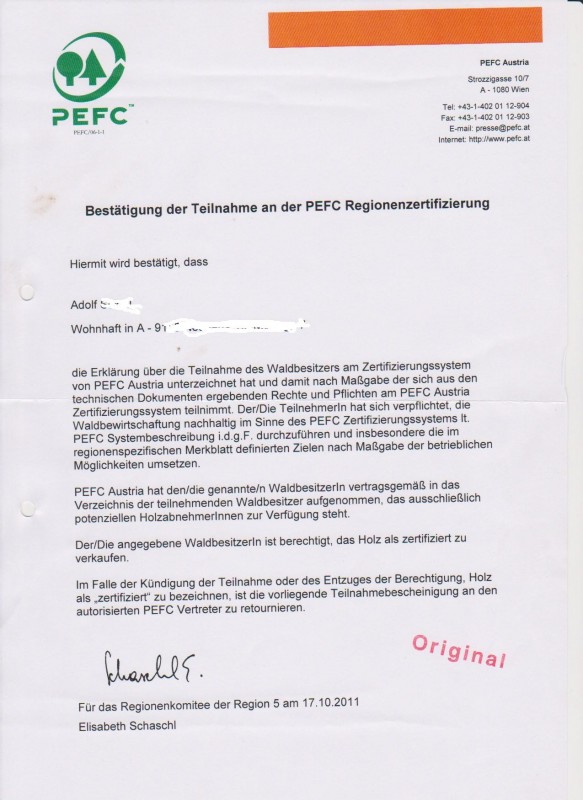 PEFC™
PEFC/06-1-1
PEFC Austria
Strozzigasse 10/7
A - 1080 Wien
Tel: +43-1-402 01 12-904
Fax: +43-1-402 01 12-903
E-mail: presse@pefc.at
Internet: http://www.pefc.at
Bestätigung der Teilnahme an der PEFC Regionenzertifizierung
Hiermit wird bestätigt, dass
Adolf
Wohnhaft in A - 91
die Erklärung über die Teilnahme des Waldbesitzers am Zertifizierungssystem
von PEFC Austria unterzeichnet hat und damit nach Maßgabe der sich aus den
technischen Dokumenten ergebenden Rechte und Pflichten am PEFC Austria
Zertifizierungssystem teilnimmt. Der/Die TeilnehmerIn hat sich verpflichtet, die
Waldbewirtschaftung nachhaltig im Sinne des PEFC Zertifizierungssystems lt.
PEFC Systembeschreibung i.d.g.F. durchzuführen und insbesondere die im
regionenspezifischen Merkblatt definierten Zielen nach Maßgabe der betrieblichen
Möglichkeiten umsetzen.
PEFC Austria hat den/die genannte/n WaldbesitzerIn vertragsgemäß in das
Verzeichnis der teilnehmenden Waldbesitzer aufgenommen, das ausschließlich
potenziellen HolzabnehmerInnen zur Verfügung steht.
Der/Die angegebene WaldbesitzerIn ist berechtigt, das Holz als zertifiziert zu
verkaufen.
Im Falle der Kündigung der Teilnahme oder des Entzuges der Berechtigung, Holz
als „zertifiziert" zu bezeichnen, ist die vorliegende Teilnahmebescheinigung an den
autorisierten PEFC Vertreter zu retournieren.
Original
Schaschl E.
Für das Regionenkomitee der Region 5 am 17.10.2011
Elisabeth Schaschl